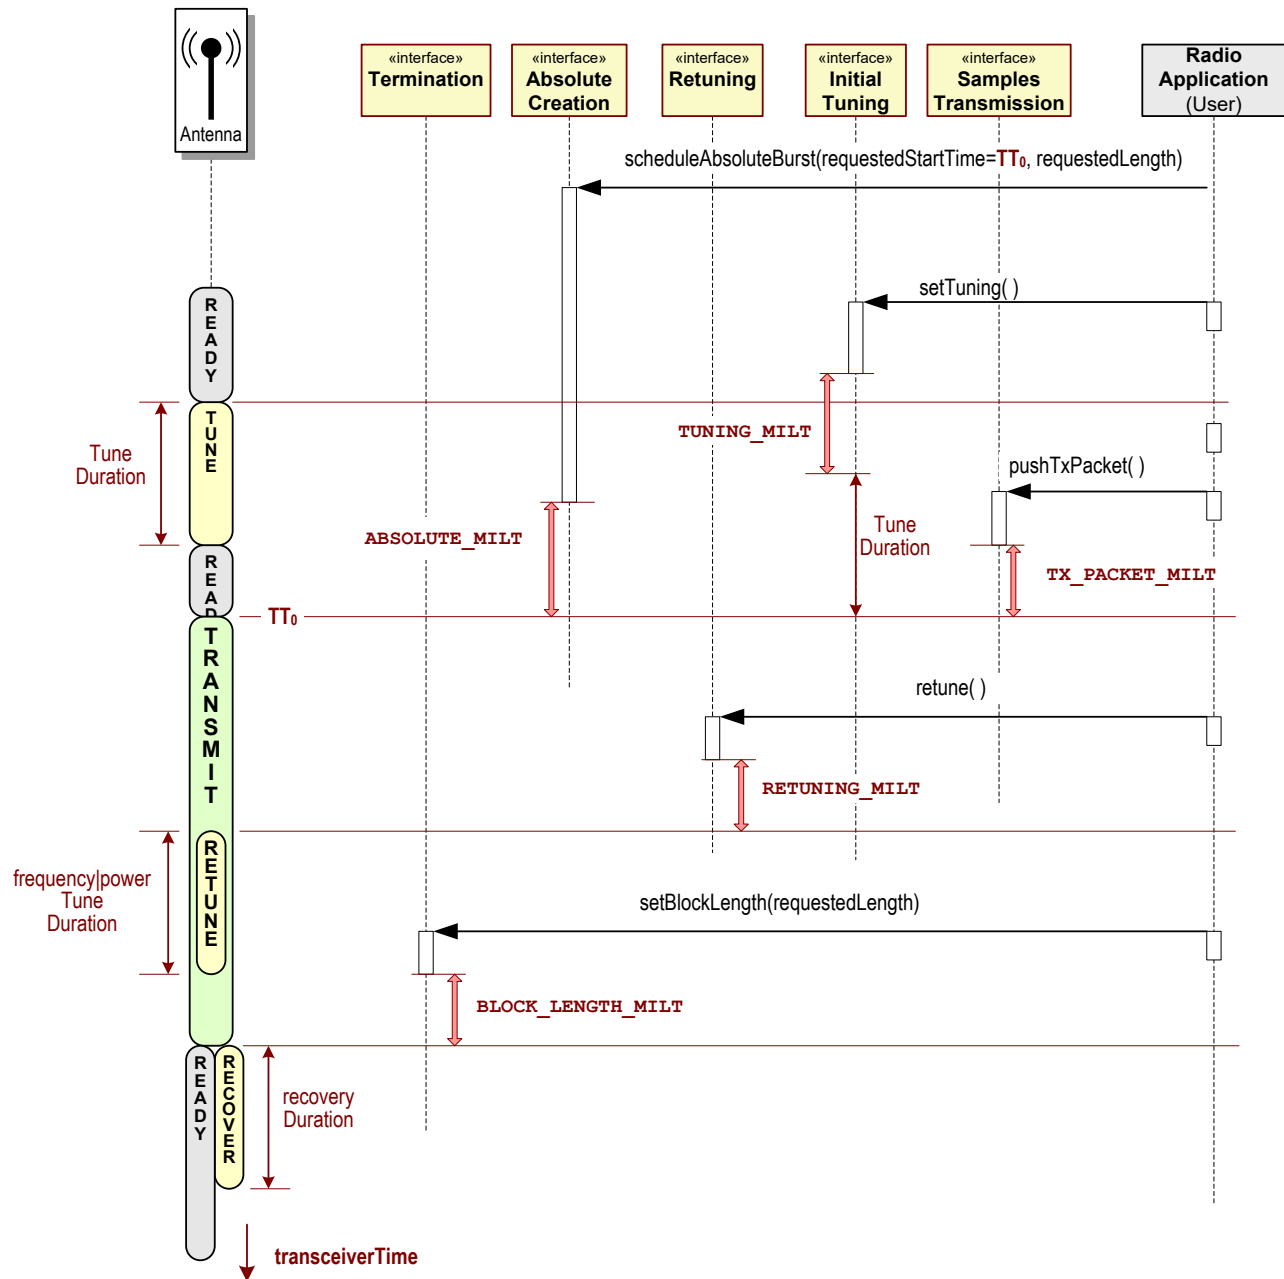 Antenna
«interface»
Termination
«interface»
Absolute
Creation
«interface»
Retuning
«interface»
Initial
Tuning
«interface»
Samples
Transmission
Radio
Application
(User)
scheduleAbsoluteBurst(requestedStartTime=TT0, requestedLength)
setTuning( )
READY
TUNING_MILT
TUNE
Tune
Duration
pushTxPacket( )
ABSOLUTE_MILT
Tune
Duration
TX_PACKET_MILT
READ
TT0
TRANSMIT
retune( )
RETUNING_MILT
RETUNE
frequency|power
Tune
Duration
setBlockLength(requestedLength)
BLOCK_LENGTH_MILT
READY
RECOVER
recovery
Duration
transceiverTime